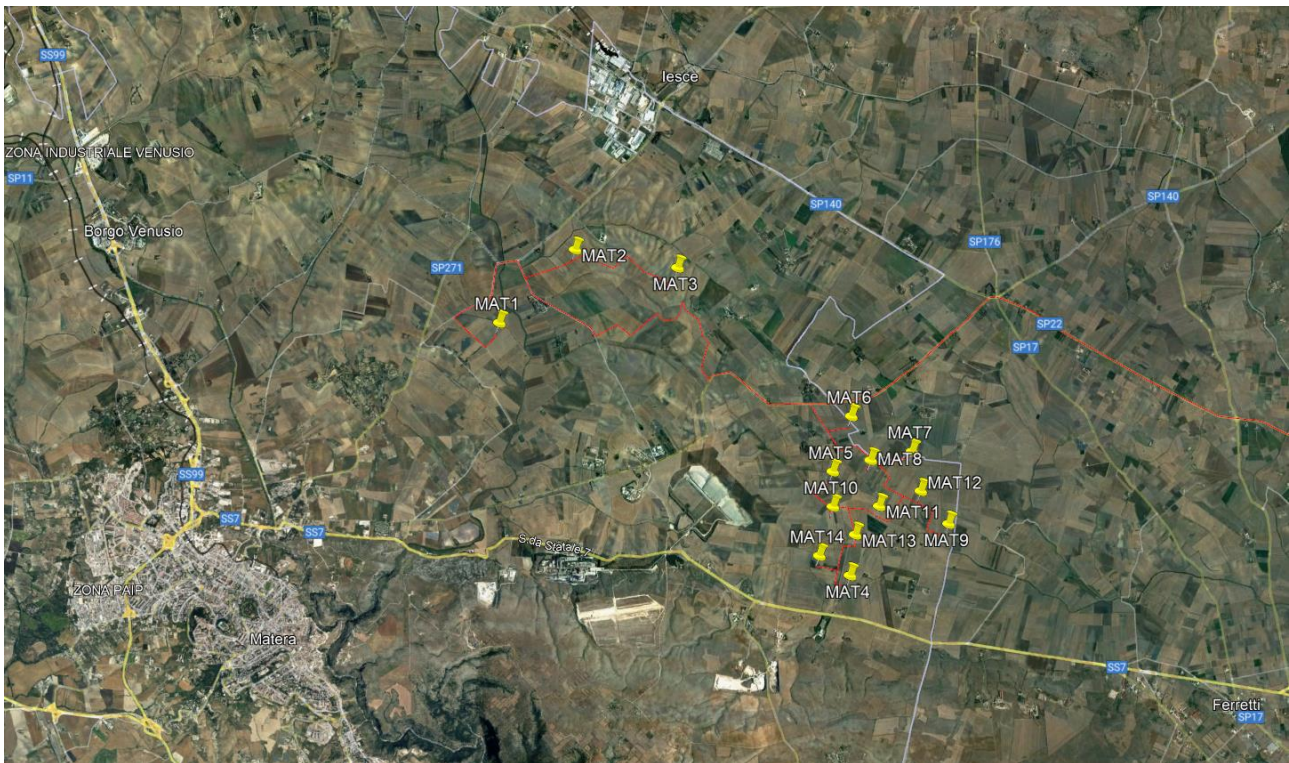 SS99
Iesce
ZONA INDUSTRIALE VENUSIO
SP11
SP140
SP140
Borgo Venusio
SP176
MAT2
SP271
MAT3
MAT1
SP22
SP17
MAT6
MAT7
MAT5
MAT8
SS99
MAT12
MAT10
MAT11
SS7
SS7
S.da Statale 7
MAT14
MAT13
MAT9
ZONA PAIP
MAT4
Matera
SS7
Ferretti
SP17